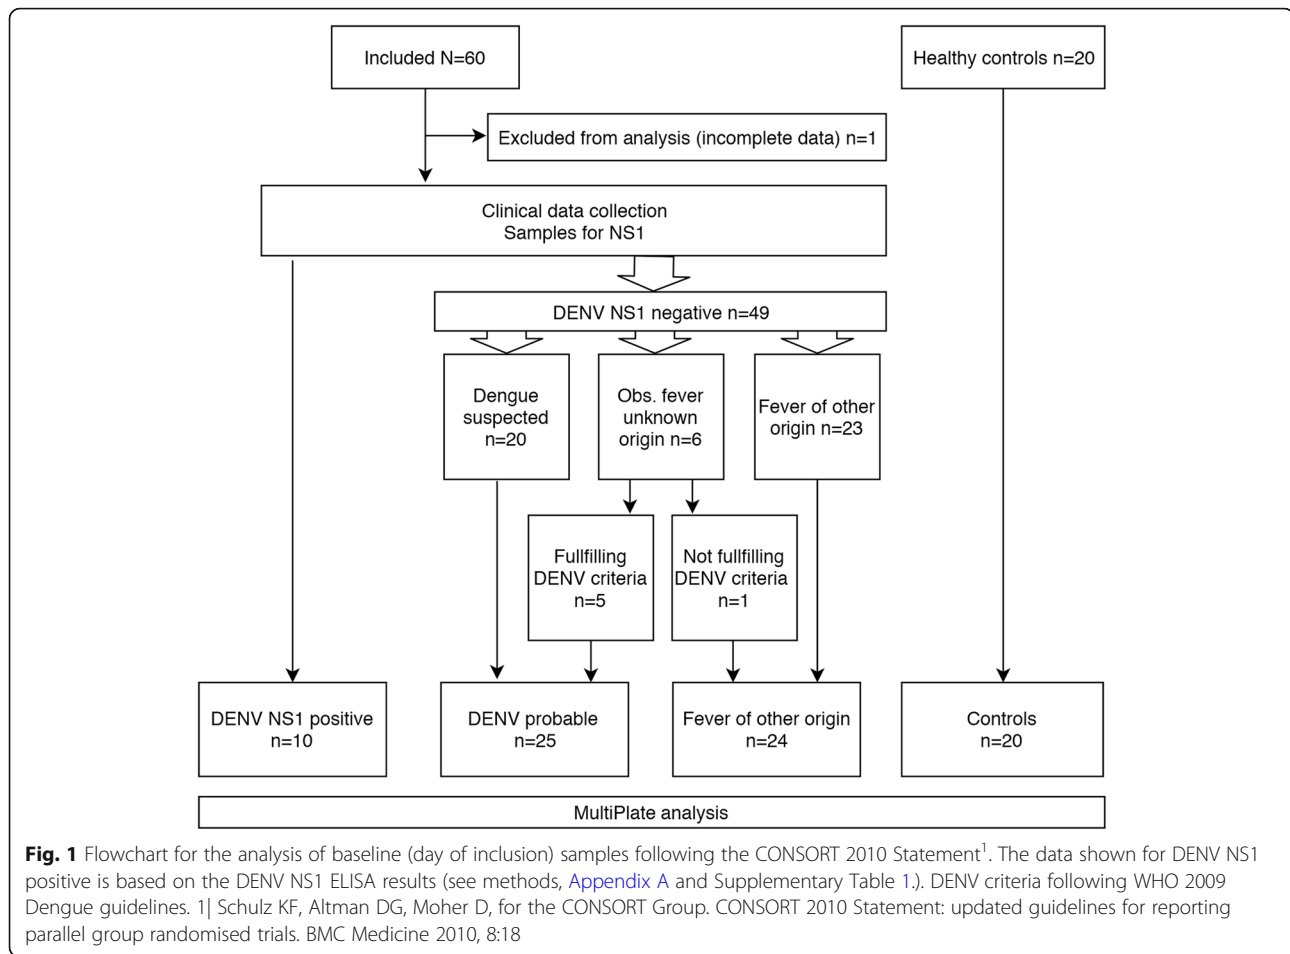 Included N=60
Healthy controls n=20
Excluded from analysis (incomplete data) n=1
Clinical data collection
Samples for NS1
DENV NS1 negative n=49
Dengue
suspected
n=20
Obs. fever
unknown
origin n=6
Fever of other
origin n=23
Fullfilling
DENV criteria
n=5
Not fullfilling
DENV criteria
n=1
DENV NS1 positive
n=10
DENV probable
n=25
Fever of other origin
n=24
Controls
n=20
MultiPlate analysis
Fig. 1 Flowchart for the analysis of baseline (day of inclusion) samples following the CONSORT 2010 Statement¹. The data shown for DENV NS1
positive is based on the DENV NS1 ELISA results (see methods, Appendix A and Supplementary Table 1.). DENV criteria following WHO 2009
Dengue guidelines. 1| Schulz KF, Altman DG, Moher D, for the CONSORT Group. CONSORT 2010 Statement: updated guidelines for reporting
parallel group randomised trials. BMC Medicine 2010, 8:18